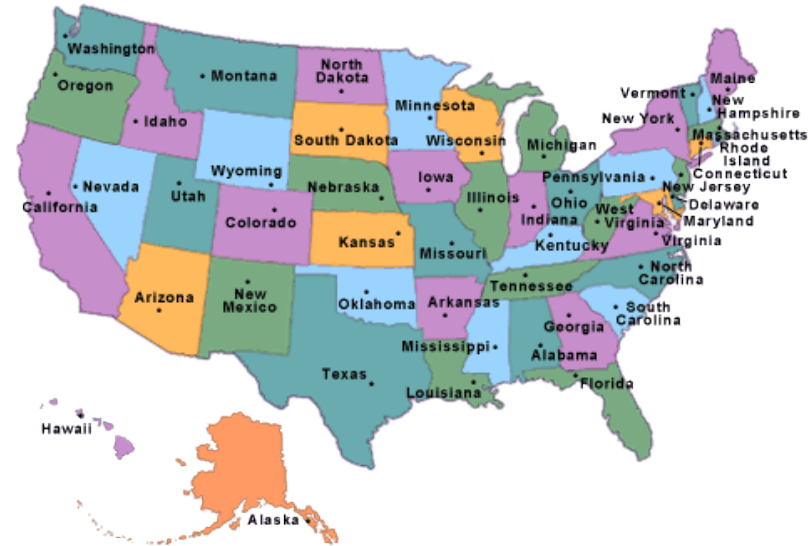 Washington
Oregon
California
Idaho
Nevada
Montana
Wyoming
Utah
Arizona
Colorado
New
Mexico
North
Dakota
South Dakota
Nebraska
Kansas
Oklahoma
Texas
Minnesota
Iowa
Missouri
Arkansas
Louisiana
Wisconsin
Illinois
Michigan
Indiana
Ohio
Kentucky
Tennessee
Mississippi
Alabama
Georgia
Florida
South
Carolina
North
Carolina
Virginia
West
Virginia
Maryland
Delaware
New Jersey
Pennsylvania
New York
Connecticut
Rhode
Island
Massachusetts
Vermont
New
Hampshire
Maine
Hawaii
Alaska